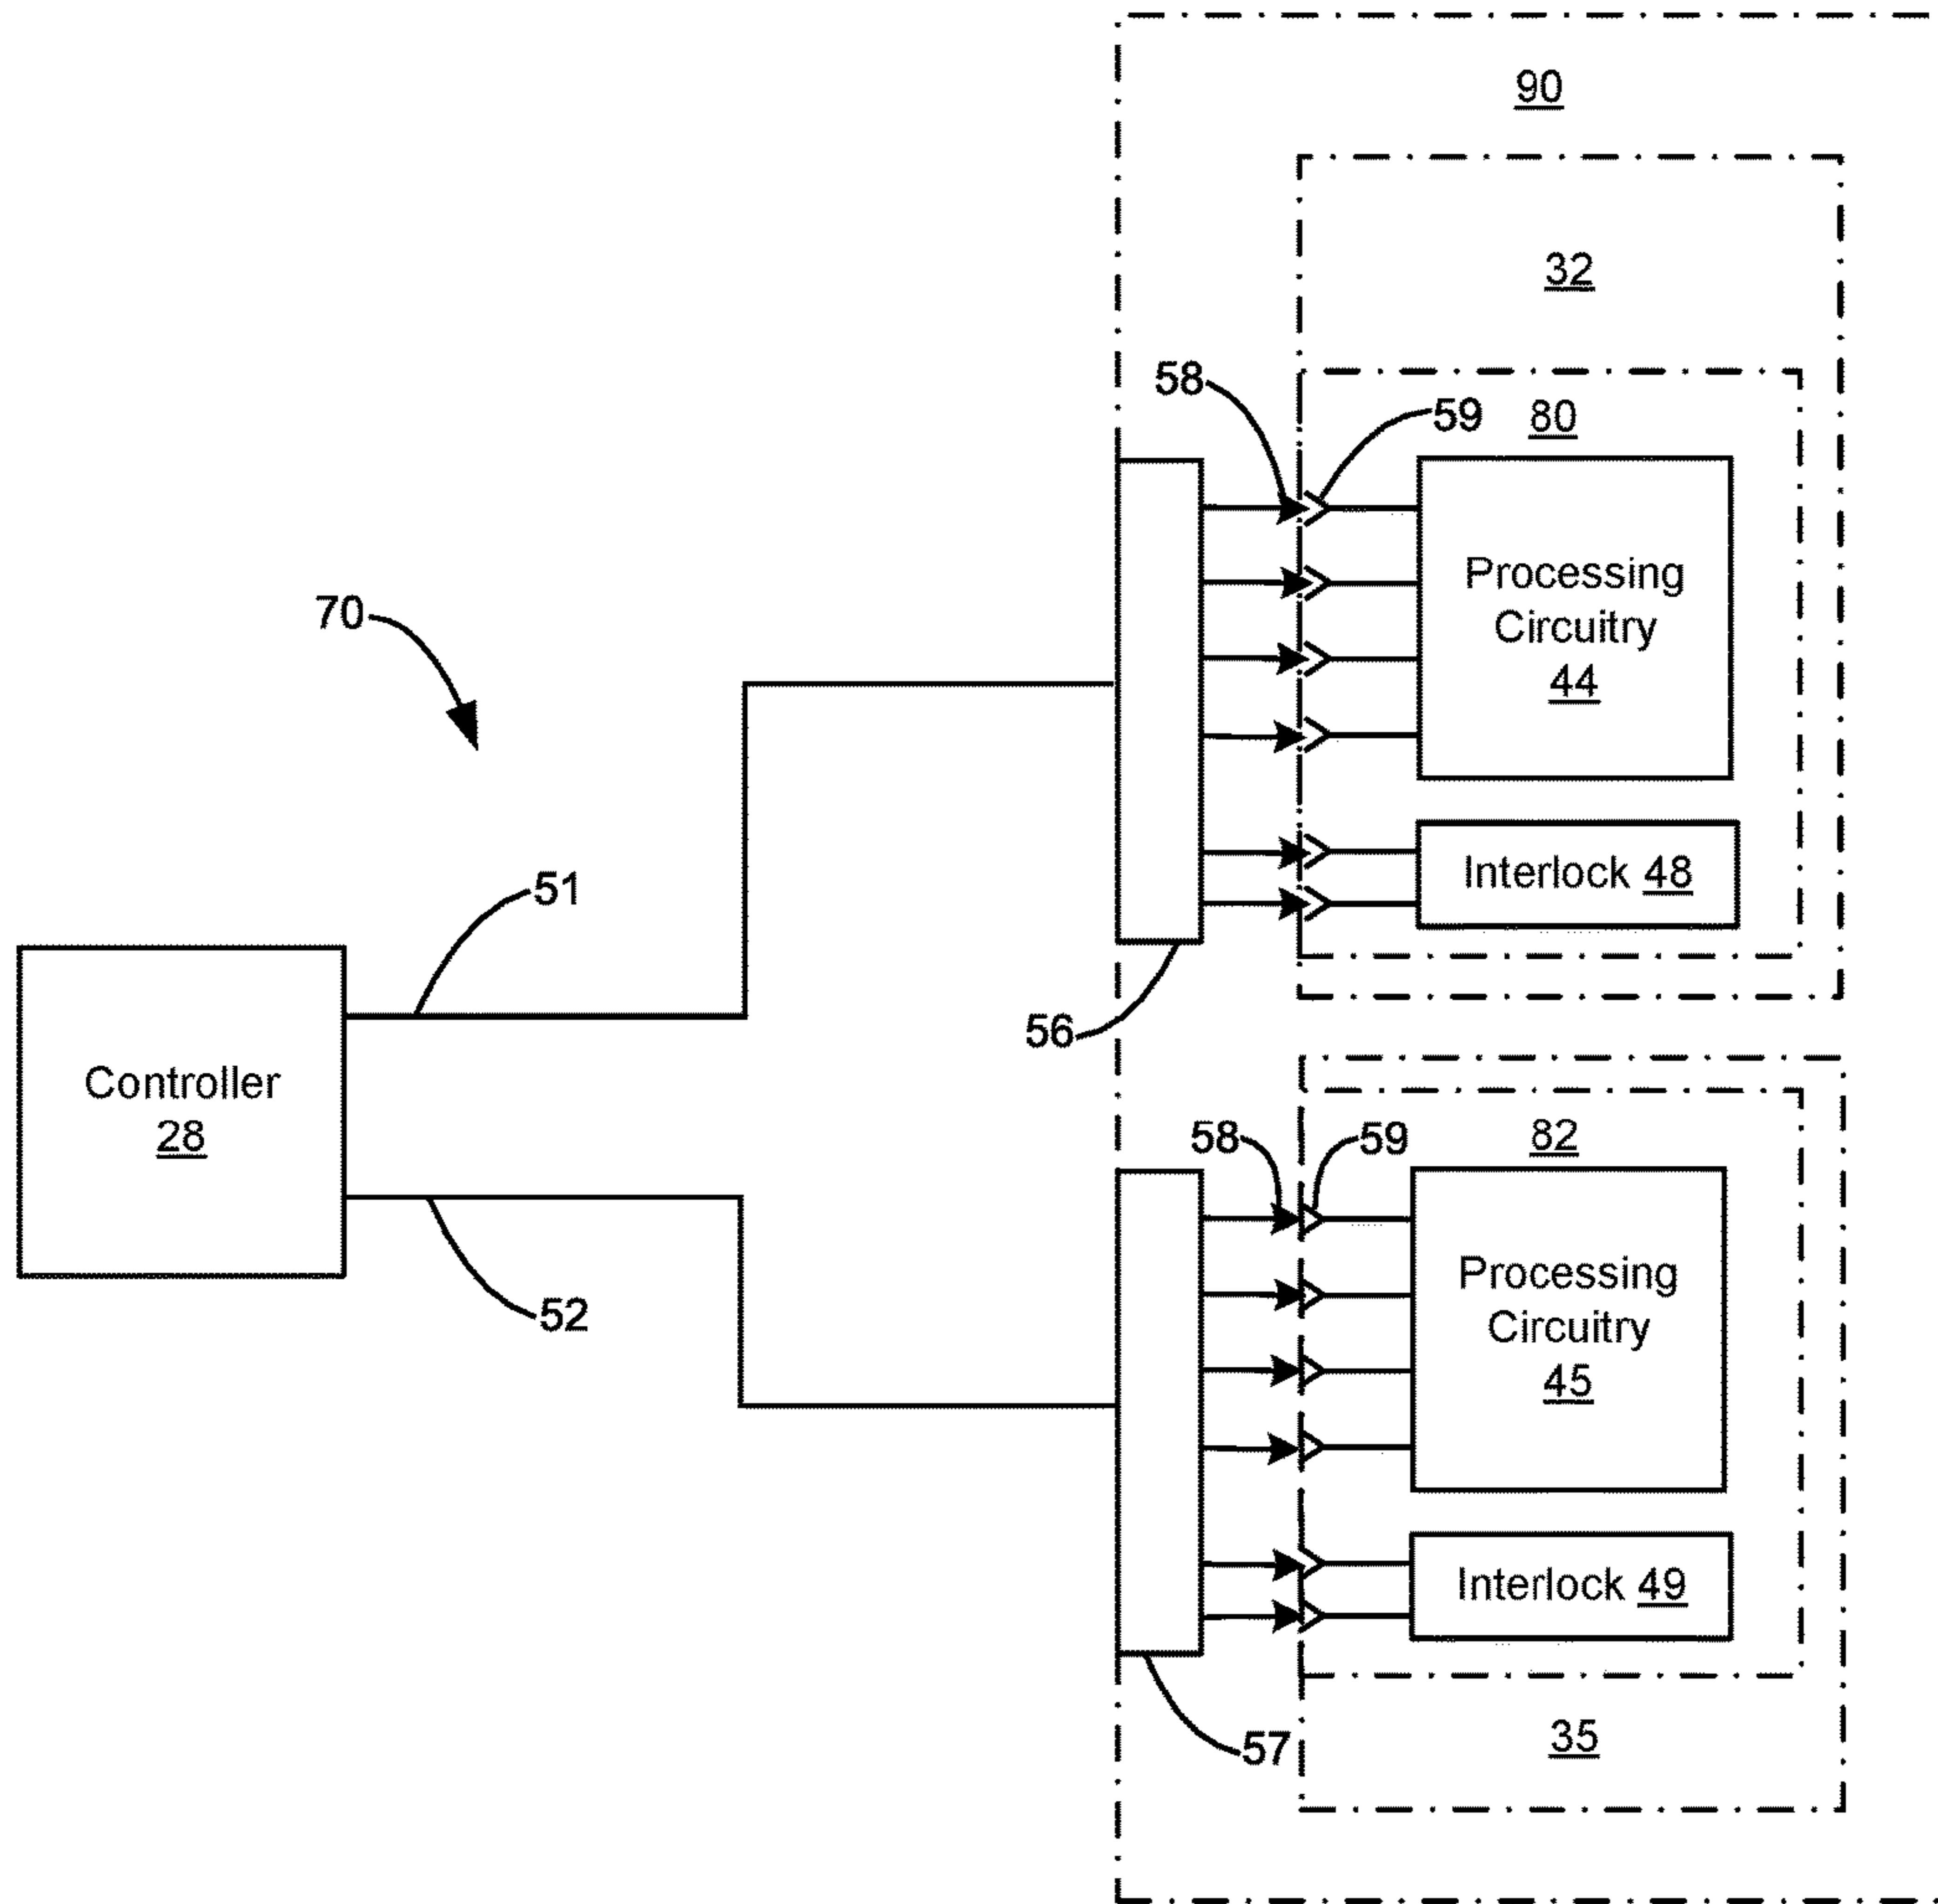 90
32
58
59
80
Processing
Circuitry
44
70
Interlock 48
51
56
Controller
28
58
59
82
52
Processing
Circuitry
45
Interlock 49
57
35